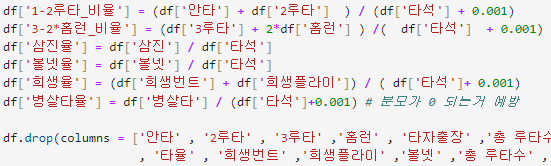 df['1-2루타_비율'] = (df['안타'] + df['2루타']  ) / (df['타석'] + 0.001)
df['3-2*홈런_비율'] = (df['3루타'] + 2*df['홈런'] ) /( df['타석']  + 0.001)
df['삼진율'] = df['삼진'] / df['타석']
df['볼넷율'] = df['볼넷'] / df['타석']
df['희생율'] = (df['희생번트'] + df['희생플라이']) / ( df['타석']+ 0.001)
df['병살타율'] = df['병살타'] / (df['타석']+0.001) # 분모가 0 되는거 예방
df.drop(columns = ['안타' , '2루타' , '3루타' ,'홈런' , '타자출장' ,'총 루타수
, '타율' , '희생번트' ,'희생플라이' ,'볼넷' ,'총 루타수' ,